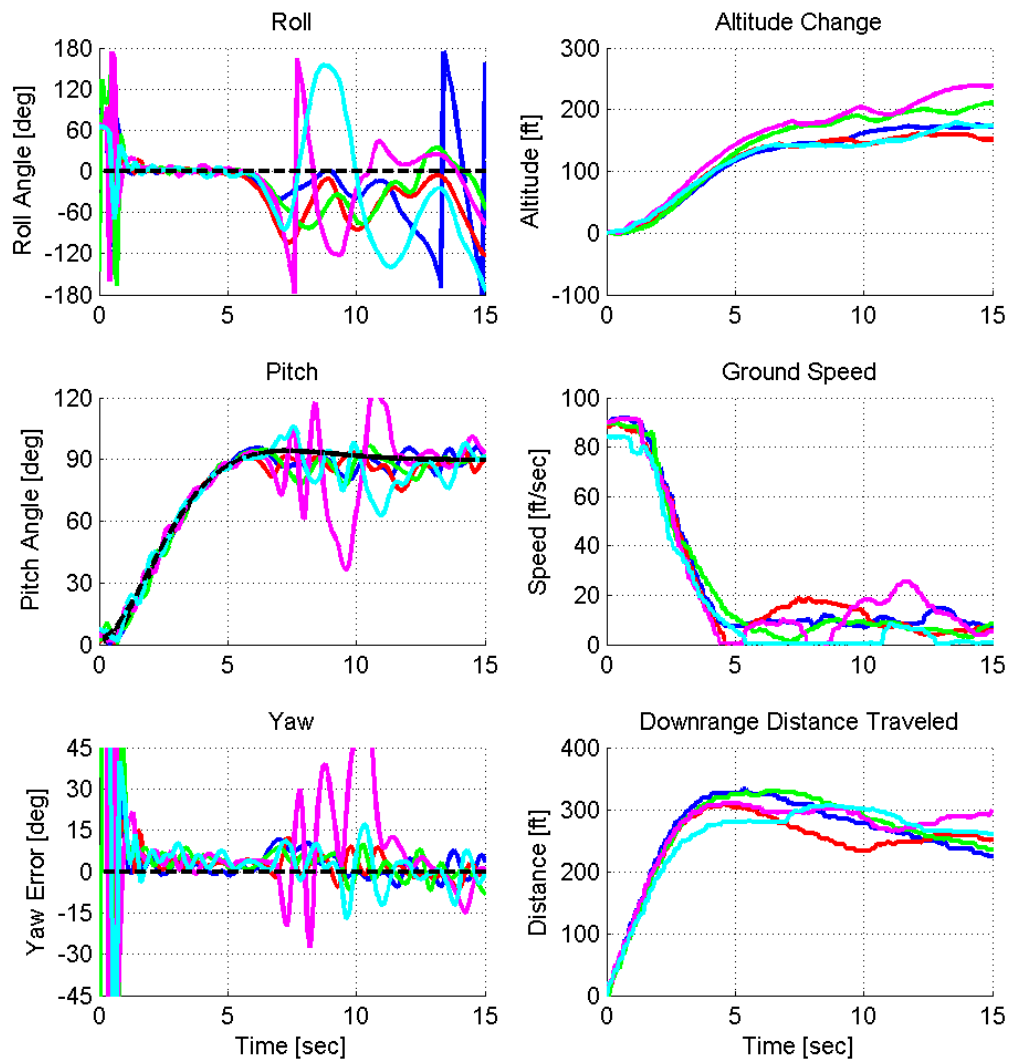 Roll
180
120
60
0
-60
-120
-180
Roll Angle [deg]
0 5 10 15
Altitude Change
300
200
100
0
-100
Altitude [ft]
0 5 10 15
Pitch
120
90
60
30
0
Pitch Angle [deg]
0 5 10 15
Ground Speed
100
80
60
40
20
0
Speed [ft/sec]
0 5 10 15
Yaw
45
30
15
0
-15
-30
-45
Yaw Error [deg]
0 5 10 15
Time [sec]
Downrange Distance Traveled
400
300
200
100
0
Distance [ft]
0 5 10 15
Time [sec]